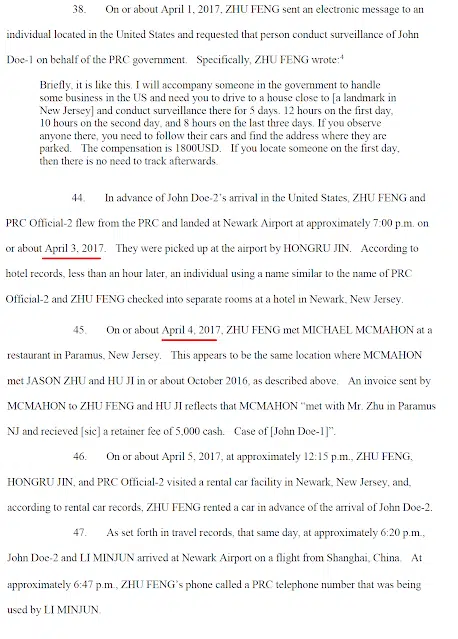 38. On or about April 1, 2017, ZHU FENG sent an electronic message to an
individual located in the United States and requested that person conduct surveillance of John
Doe-1 on behalf of the PRC government. Specifically, ZHU FENG wrote:4
Briefly, it is like this. I will accompany someone in the government to handle
some business in the US and need you to drive to a house close to [a landmark in
New Jersey] and conduct surveillance there for 5 days. 12 hours on the first day,
10 hours on the second day, and 8 hours on the last three days. If you observe
anyone there, you need to follow their cars and find the address where they are
parked. The compensation is 1800USD. If you locate someone on the first day,
then there is no need to track afterwards.
44. In advance of John Doe-2's arrival in the United States, ZHU FENG and
PRC Official-2 flew from the PRC and landed at Newark Airport at approximately 7:00 p.m. on
or about April 3, 2017. They were picked up at the airport by HONGRU JIN. According to
hotel records, less than an hour later, an individual using a name similar to the name of PRC
Official-2 and ZHU FENG checked into separate rooms at a hotel in Newark, New Jersey.
45. On or about April 4, 2017, ZHU FENG met MICHAEL MCMAHON at a
restaurant in Paramus, New Jersey. This appears to be the same location where MCMAHON
met JASON ZHU and HU JI in or about October 2016, as described above. An invoice sent by
MCMAHON to ZHU FENG and HU JI reflects that MCMAHON "met with Mr. Zhu in Paramus
NJ and recieved [sic] a retainer fee of 5,000 cash. Case of [John Doe-1]".
46. On or about April 5, 2017, at approximately 12:15 p.m., ZHU FENG,
HONGRU JIN, and PRC Official-2 visited a rental car facility in Newark, New Jersey, and,
according to rental car records, ZHU FENG rented a car in advance of the arrival of John Doe-2.
47. As set forth in travel records, that same day, at approximately 6:20 p.m.,
John Doe-2 and LI MINJUN arrived at Newark Airport on a flight from Shanghai, China. At
approximately 6:47 p.m., ZHU FENG's phone called a PRC telephone number that was being
used by LI MINJUN.